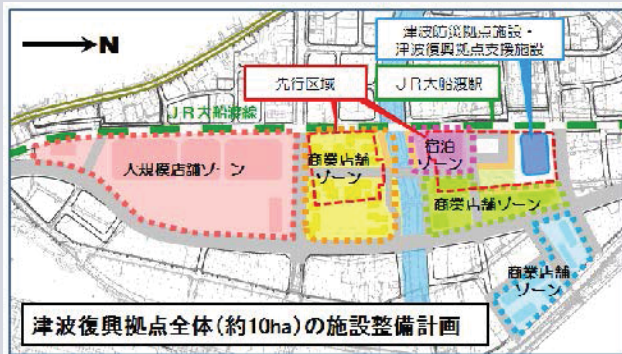 N
津波防災拠点施設・
津波復興拠点支援施設
先行区域
JR大船渡駅
JR大船渡線
大規模店舗ゾーン
商業店舗
ゾーン
宿泊
ゾーン
商業店舗ゾーン
商業店舗
ゾーン
津波復興拠点全体(約10ha)の施設整備計画